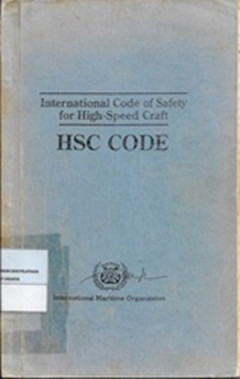 International Code of Safety
for High-Speed Craft
HSC CODE
International Maritime Organization